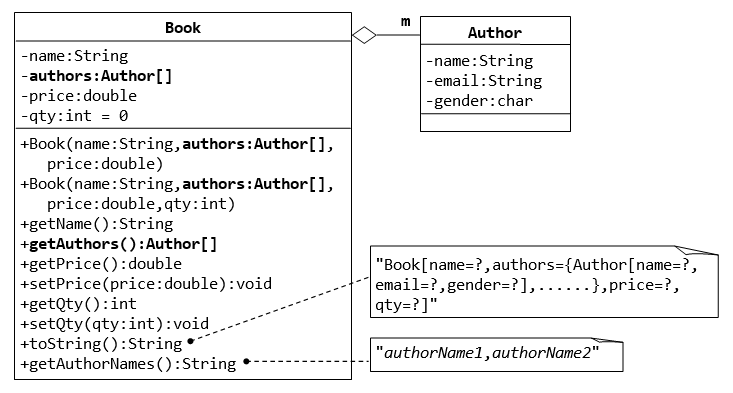 Book
-name:String
-authors:Author[]
-price:double
-qty:int = 0
+Book(name:String,authors:Author[],
price:double)
+Book(name:String,authors:Author[],
price:double,qty:int)
+getName():String
+getAuthors():Author[]
+getPrice():double
+setPrice(price:double):void
+getQty():int
+setQty(qty:int):void
+toString():String
+getAuthorNames():String
m
Author
-name:String
-email:String
-gender:char
"Book[name=?,authors={Author[name=?,
email=?,gender=?],......},price=?,
qty=?]"
"authorName1,authorName2"